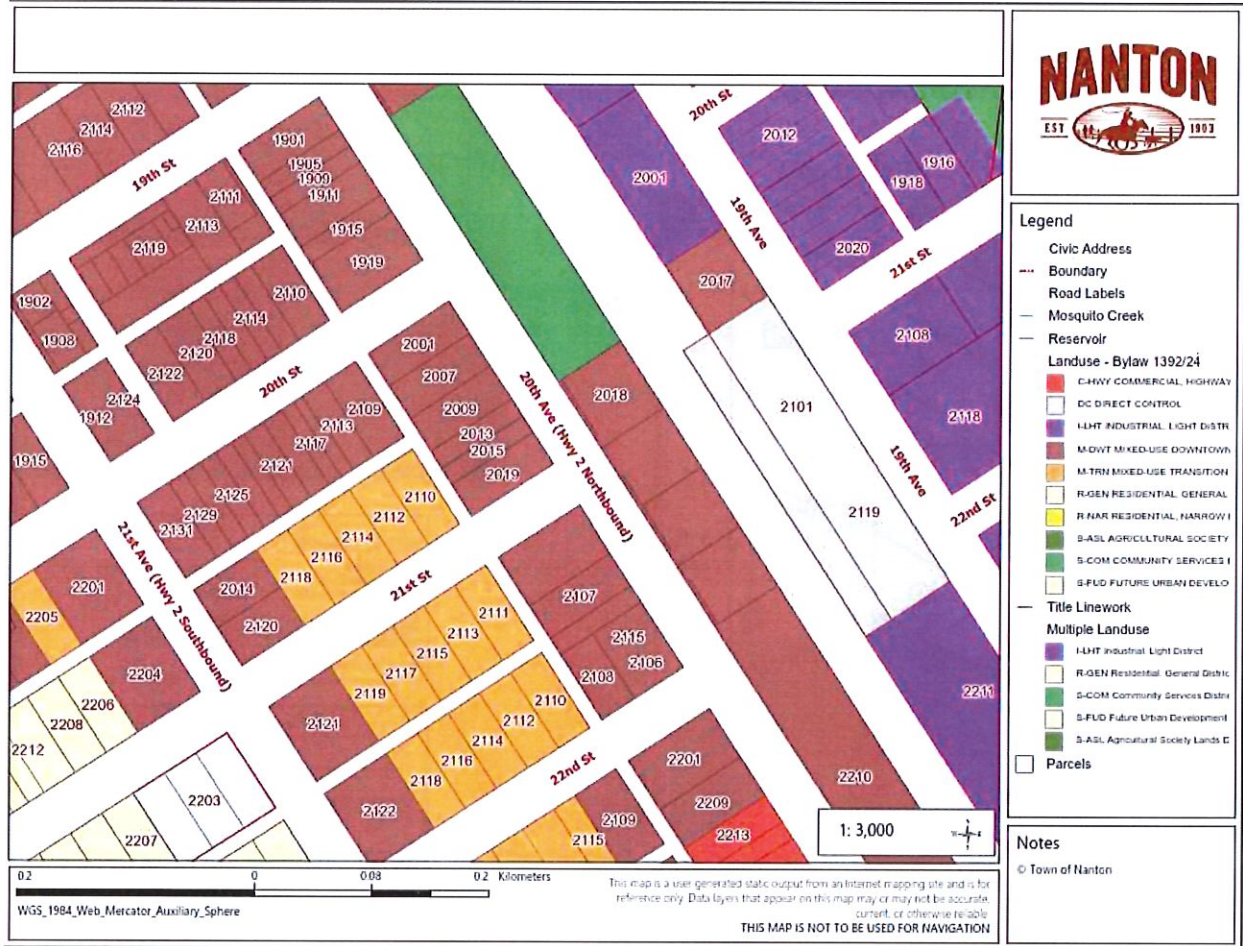 NANTON
EST 1903
20th St
2112
2114
2116
19th St
1901
1905
1909
1911
1915
1919
2012
1916
1918
2001
19th Ave
2020
21st St
2111
2113
2119
2017
2110
2114
2118
2120
2122
1902
1908
2124
1912
20th St
2001
2007
2009
2013
2015
2019
20th Ave (Hwy 2 Northbound)
2018
2101
2108
2118
2109
2113
2117
2121
2125
2129
2131
1915
2110
2112
2114
2116
2118
2119
19th Ave
22nd St
21st Ave (Hwy 2 Southbound)
2014
2120
21st St
2201
2205
2204
2206
2208
2212
2107
2115
2106
2108
2111
2113
2115
2117
2119
2121
2110
2112
2114
2116
2118
2122
22nd St
2211
2210
2201
2209
2213
2109
2115
2203
2207
1: 3,000
Legend
Civic Address
Boundary
Road Labels
Mosquito Creek
Reservoir
Landuse - Bylaw 1392/24
C-HWY COMMERCIAL, HIGHWAY
DC DIRECT CONTROL
I-LHT INDUSTRIAL, LIGHT DISTR
M-DWT MIXED-USE DOWNTOWN
M-TRN MIXED-USE TRANSITION
R-GEN RESIDENTIAL, GENERAL
R-NAR RESIDENTIAL, NARROW
S-ASL AGRICULTURAL SOCIETY
S-COM COMMUNITY SERVICES
S-FUD FUTURE URBAN DEVELO
Title Linework
Multiple Landuse
I-LHT Industrial Light District
R-GEN Residential, General Distric
S-COM Community Services Distri
S-FUD Future Urban Development
S-ASL Agricultural Society Lands D
Parcels
Notes
© Town of Nanton
0.2 0 0.08 0.2 Kilometers
WGS_1984_Web_Mercator_Auxiliary_Sphere
This map is a user generated static output from an Internet mapping site and is for
reference only. Data layers that appear on this map may or may not be accurate,
current, or otherwise reliable.
THIS MAP IS NOT TO BE USED FOR NAVIGATION